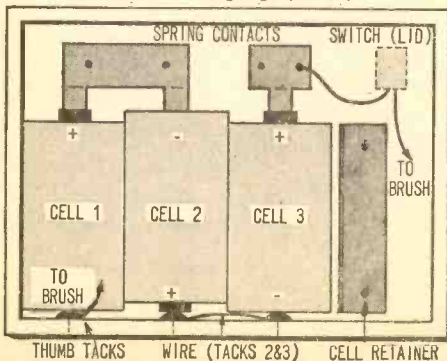 SPRING CONTACTS
SWITCH (LID)
+
-
+
TO
BRUSH
CELL 1
CELL 2
CELL 3
TO
BRUSH
+
-
THUMB TACKS
WIRE (TACKS 2&3)
CELL RETAINER